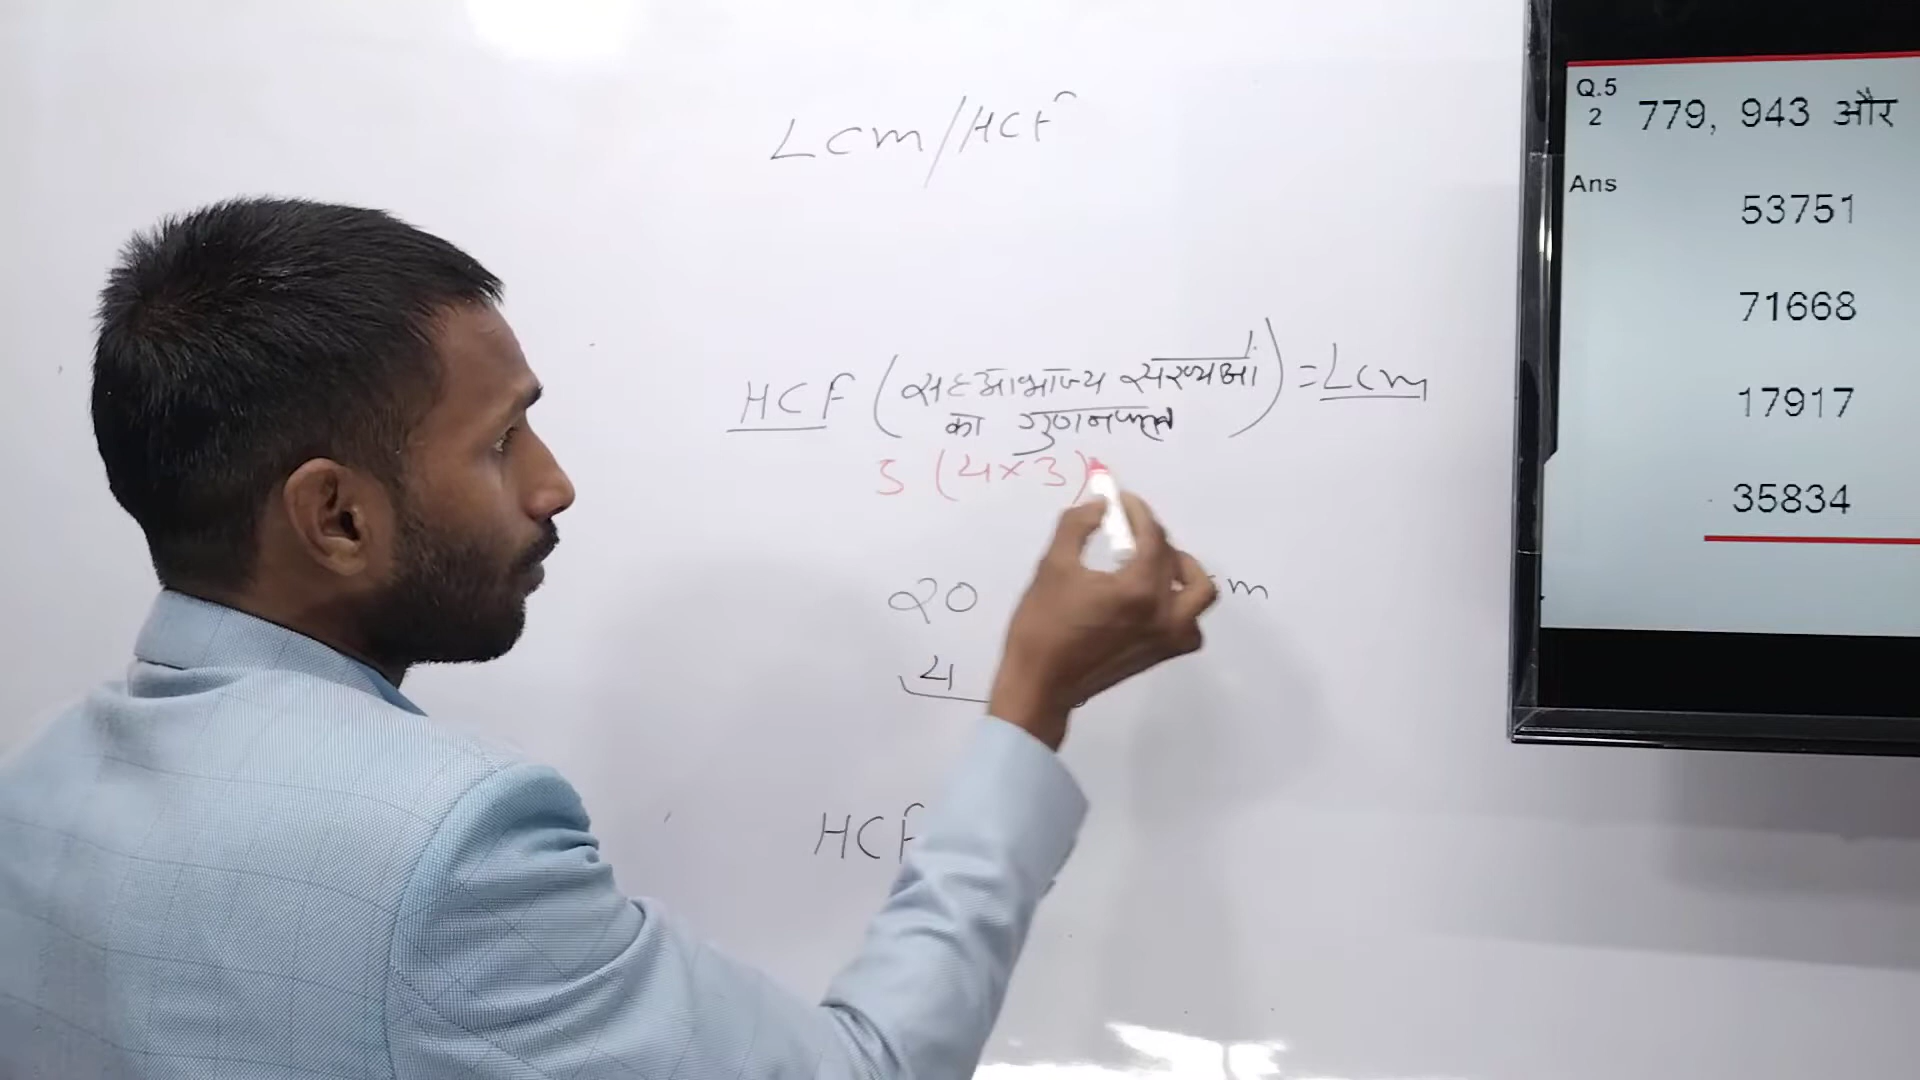 Lcm/HCF
HCF (सहअभाज्य संख्याओं) = Lcm
का गुणनफल
5 (4×3)
20
4
HCF
Q.5
2
779, 943 और
Ans
53751
71668
17917
35834